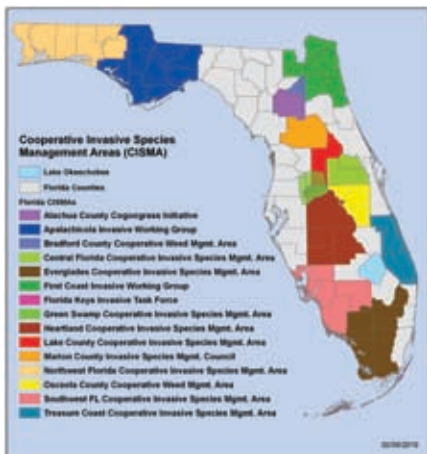 Cooperative Invasive Species
Management Areas (CISMA)
Lake Okeechobee
Florida Counties
Florida CISMAs
Alachua County Cogongrass Initiative
Apalachicola Invasive Working Group
Bradford County Cooperative Weed Mgmt. Area
Central Florida Cooperative Invasive Species Mgmt. Area
Everglades Cooperative Invasive Species Mgmt. Area
First Coast Invasive Working Group
Florida Keys Invasive Task Force
Green Swamp Cooperative Invasive Species Mgmt. Area
Heartland Cooperative Invasive Species Mgmt. Area
Lake County Cooperative Invasive Species Mgmt. Area
Marion County Invasive Species Mgmt. Council
Northwest Florida Cooperative Invasive Species Mgmt. Area
Osceola County Cooperative Weed Mgmt. Area
Southwest FL Cooperative Invasive Species Mgmt. Area
Treasure Coast Cooperative Invasive Species Mgmt. Area